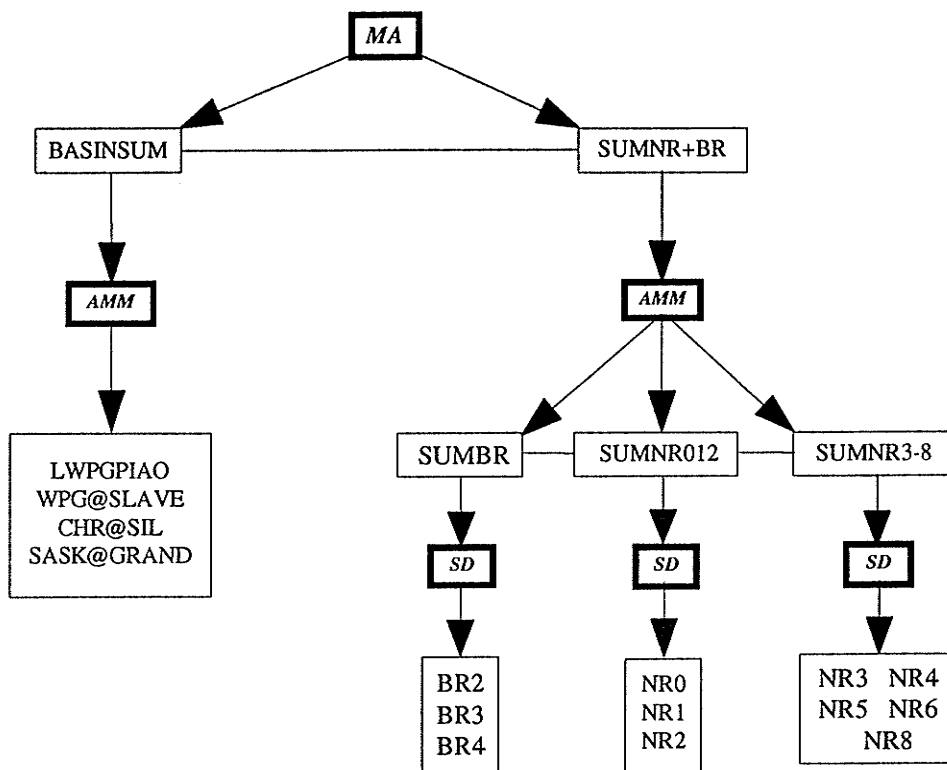 MA
BASINSUM
SUMNR+BR
AMM
AMM
LWPGPIAO
WPG@SLAVE
CHR@SIL
SASK@GRAND
SUMBR
SUMNR012
SUMNR3-8
SD
SD
SD
BR2
BR3
BR4
NR0
NR1
NR2
NR3 NR4
NR5 NR6
NR8